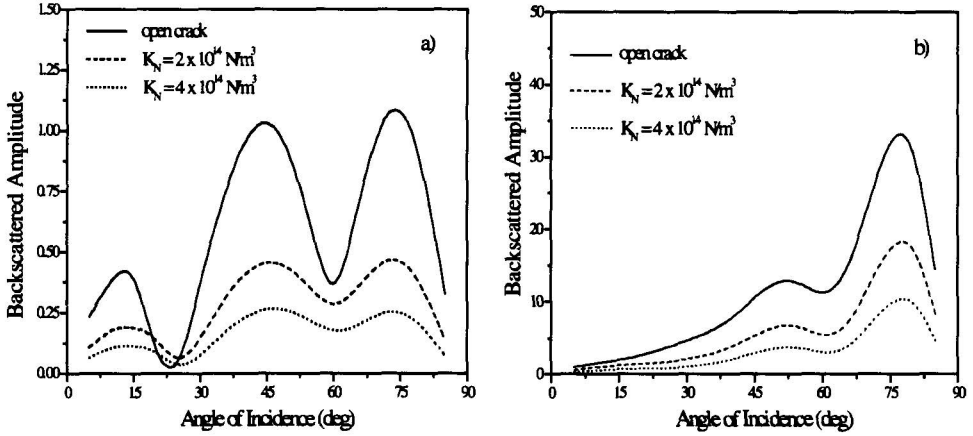 a)
open crack
K_N = 2 x 10^14 N/m^3
K_N = 4 x 10^14 N/m^3
Backscattered Amplitude
1.50
1.25
1.00
0.75
0.50
0.25
0.00
0 15 30 45 60 75 90
Angle of Incidence (deg)
b)
open crack
K_N = 2 x 10^14 N/m^3
K_N = 4 x 10^14 N/m^3
Backscattered Amplitude
50
40
30
20
10
0
0 15 30 45 60 75 90
Angle of Incidence (deg)